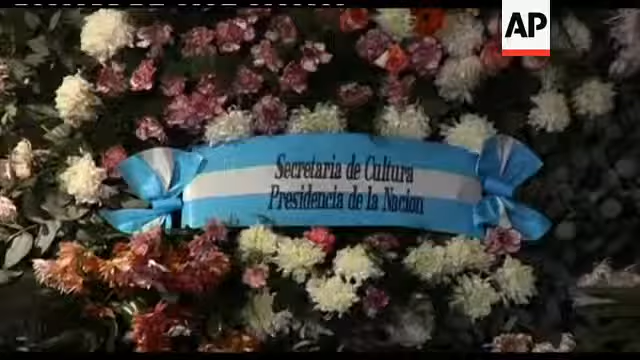 AP
Secretaria de Cultura
Presidencia de la Nacion